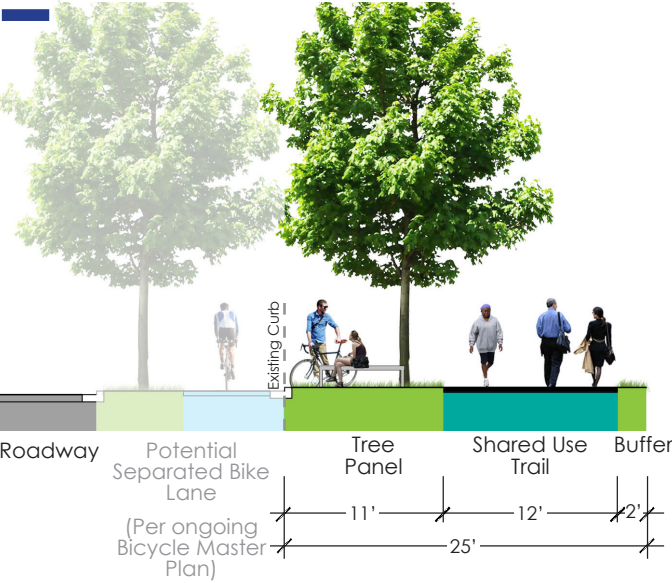 Existing Curb
Roadway
Potential
Separated Bike
Lane
(Per ongoing
Bicycle Master
Plan)
Tree
Panel
Shared Use
Trail
Buffer
11’
12’
2’
25’